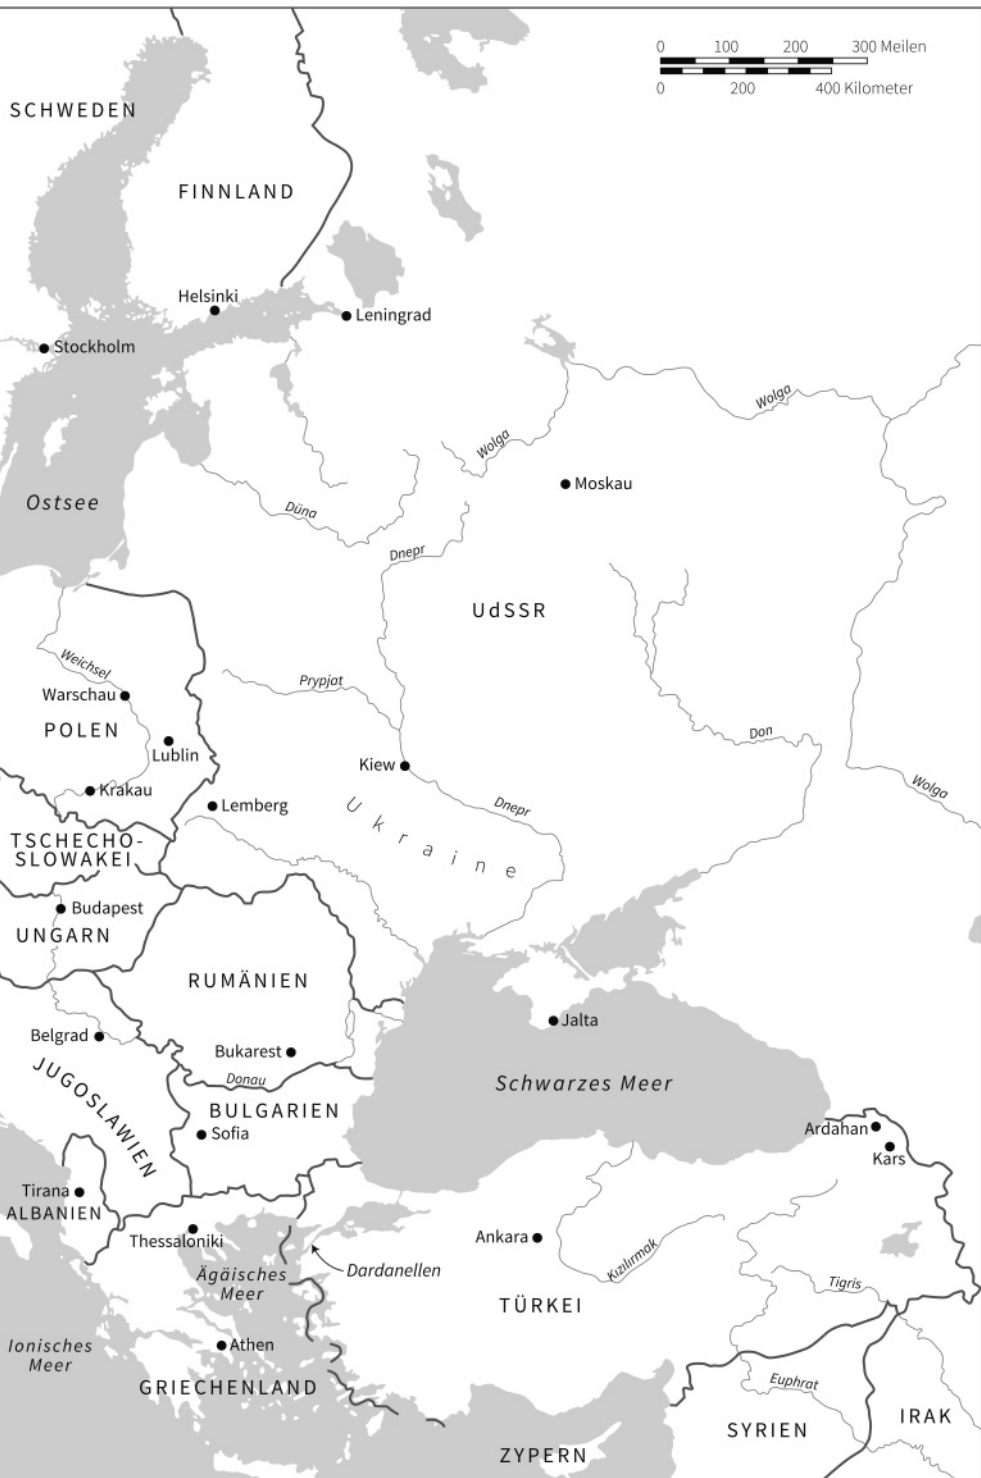 0 100 200 300 Meilen
0 200 400 Kilometer
SCHWEDEN
FINNLAND
Helsinki
Leningrad
Stockholm
Wolga
Wolga
Moskau
Ostsee
Düna
Dnepr
UdSSR
Weichsel
Prypjat
Warschau
POLEN
Don
Lublin
Kiew
Krakau
Wolga
Lemberg
Dnepr
Ukraine
TSCHECHO-
SLOWAKEI
Budapest
UNGARN
RUMÄNIEN
Jalta
Belgrad
Bukarest
Donau
Schwarzes Meer
JUGOSLAWIEN
BULGARIEN
Sofia
Ardahan
Kars
Tirana
ALBANIEN
Thessaloniki
Ankara
Kızılırmak
Dardanellen
Ägäisches
Meer
Tigris
TÜRKEI
Athen
Ionisches
Meer
GRIECHENLAND
Euphrat
SYRIEN
IRAK
ZYPERN